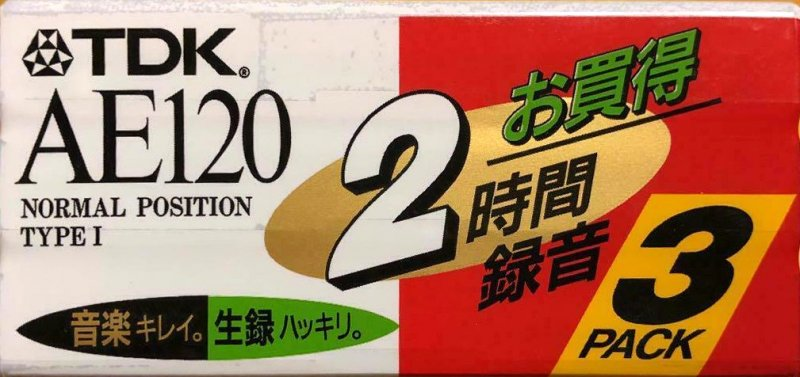 TDK®
AE120
NORMAL POSITION
TYPE I
音楽キレイ。生録ハッキリ。
お買得
2時間
録音
3
PACK